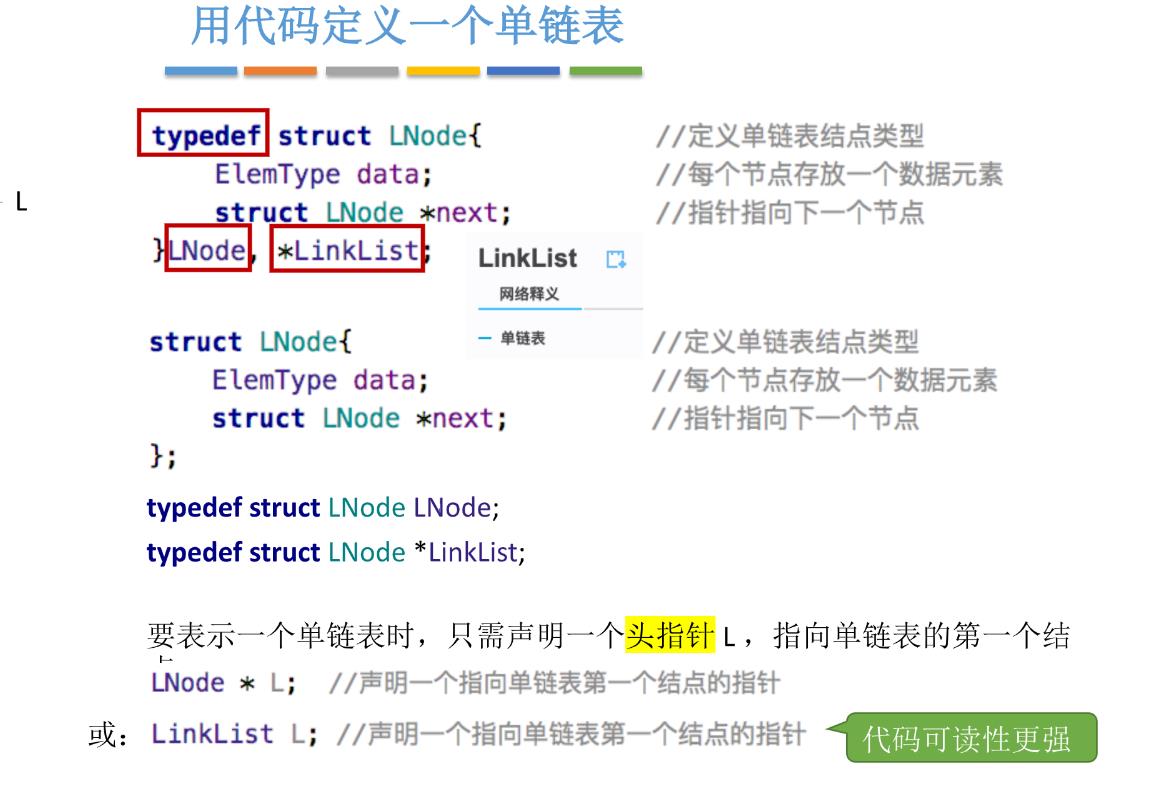 用代码定义一个单链表
typedef struct LNode{ //定义单链表结点类型
ElemType data; //每个节点存放一个数据元素
L
struct LNode *next; //指针指向下一个节点
}LNode, *LinkList;
LinkList
网络释义
单链表
struct LNode{ //定义单链表结点类型
ElemType data; //每个节点存放一个数据元素
struct LNode *next; //指针指向下一个节点
};
typedef struct LNode LNode;
typedef struct LNode *LinkList;
要表示一个单链表时，只需声明一个头指针 L ，指向单链表的第一个结
LNode * L; //声明一个指向单链表第一个结点的指针
或： LinkList L; //声明一个指向单链表第一个结点的指针
代码可读性更强